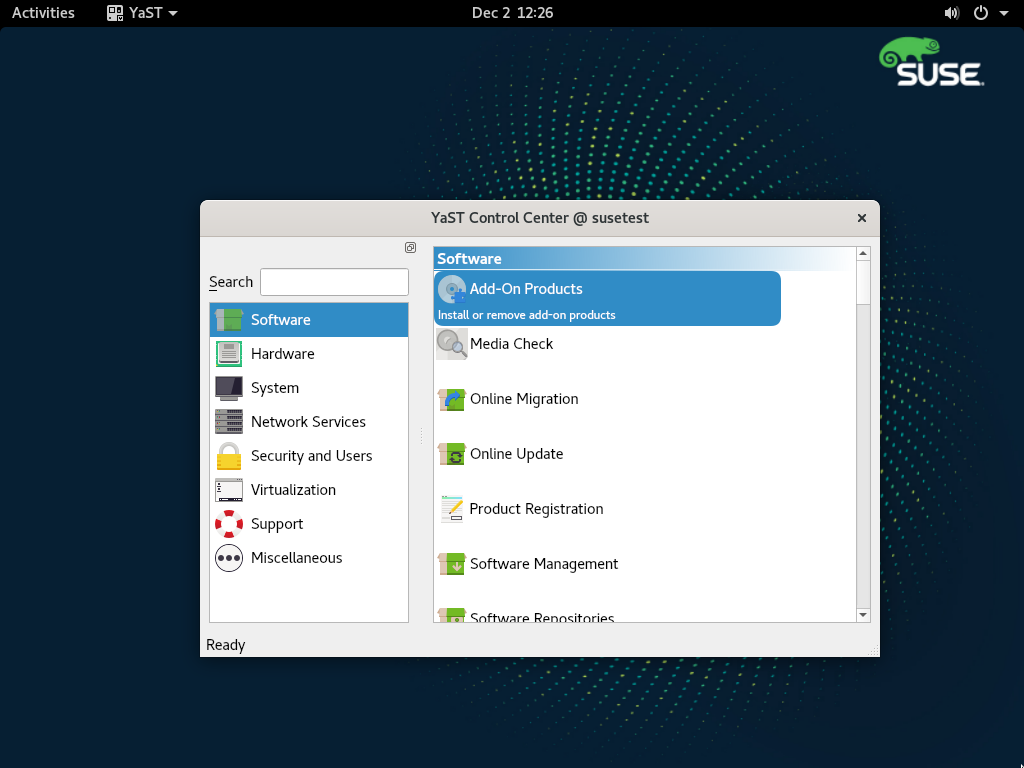 Activities YaST Dec 2 12:26
SUSE
YaST Control Center @ susetest
Search
Software
Hardware
System
Network Services
Security and Users
Virtualization
Support
Miscellaneous
Software
Add-On Products
Install or remove add-on products
Media Check
Online Migration
Online Update
Product Registration
Software Management
Software Repositories
Ready